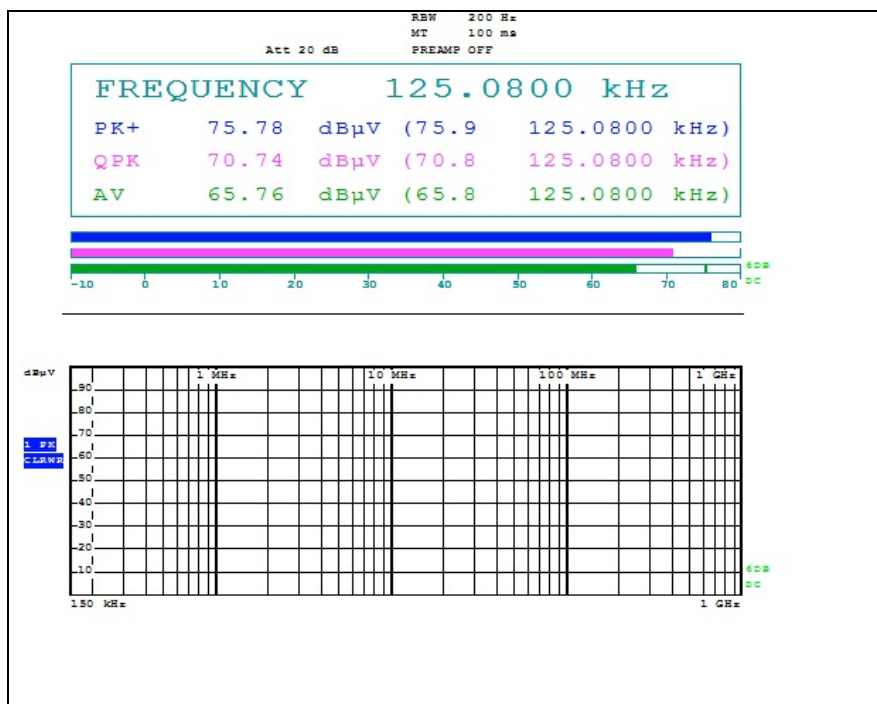 RBW 200 Hz
MT 100 ms
Att 20 dB PREAMP OFF
FREQUENCY 125.0800 kHz
PK+ 75.78 dBµV (75.9 125.0800 kHz)
QPK 70.74 dBµV (70.8 125.0800 kHz)
AV 65.76 dBµV (65.8 125.0800 kHz)
6DB
-10 0 10 20 30 40 50 60 70 80 DC
dBµV 1 MHz 10 MHz 100 MHz 1 GHz
90
80
70
1 PK
60
CLRWR
50
40
30
20
10 6DB
DC
150 kHz 1 GHz